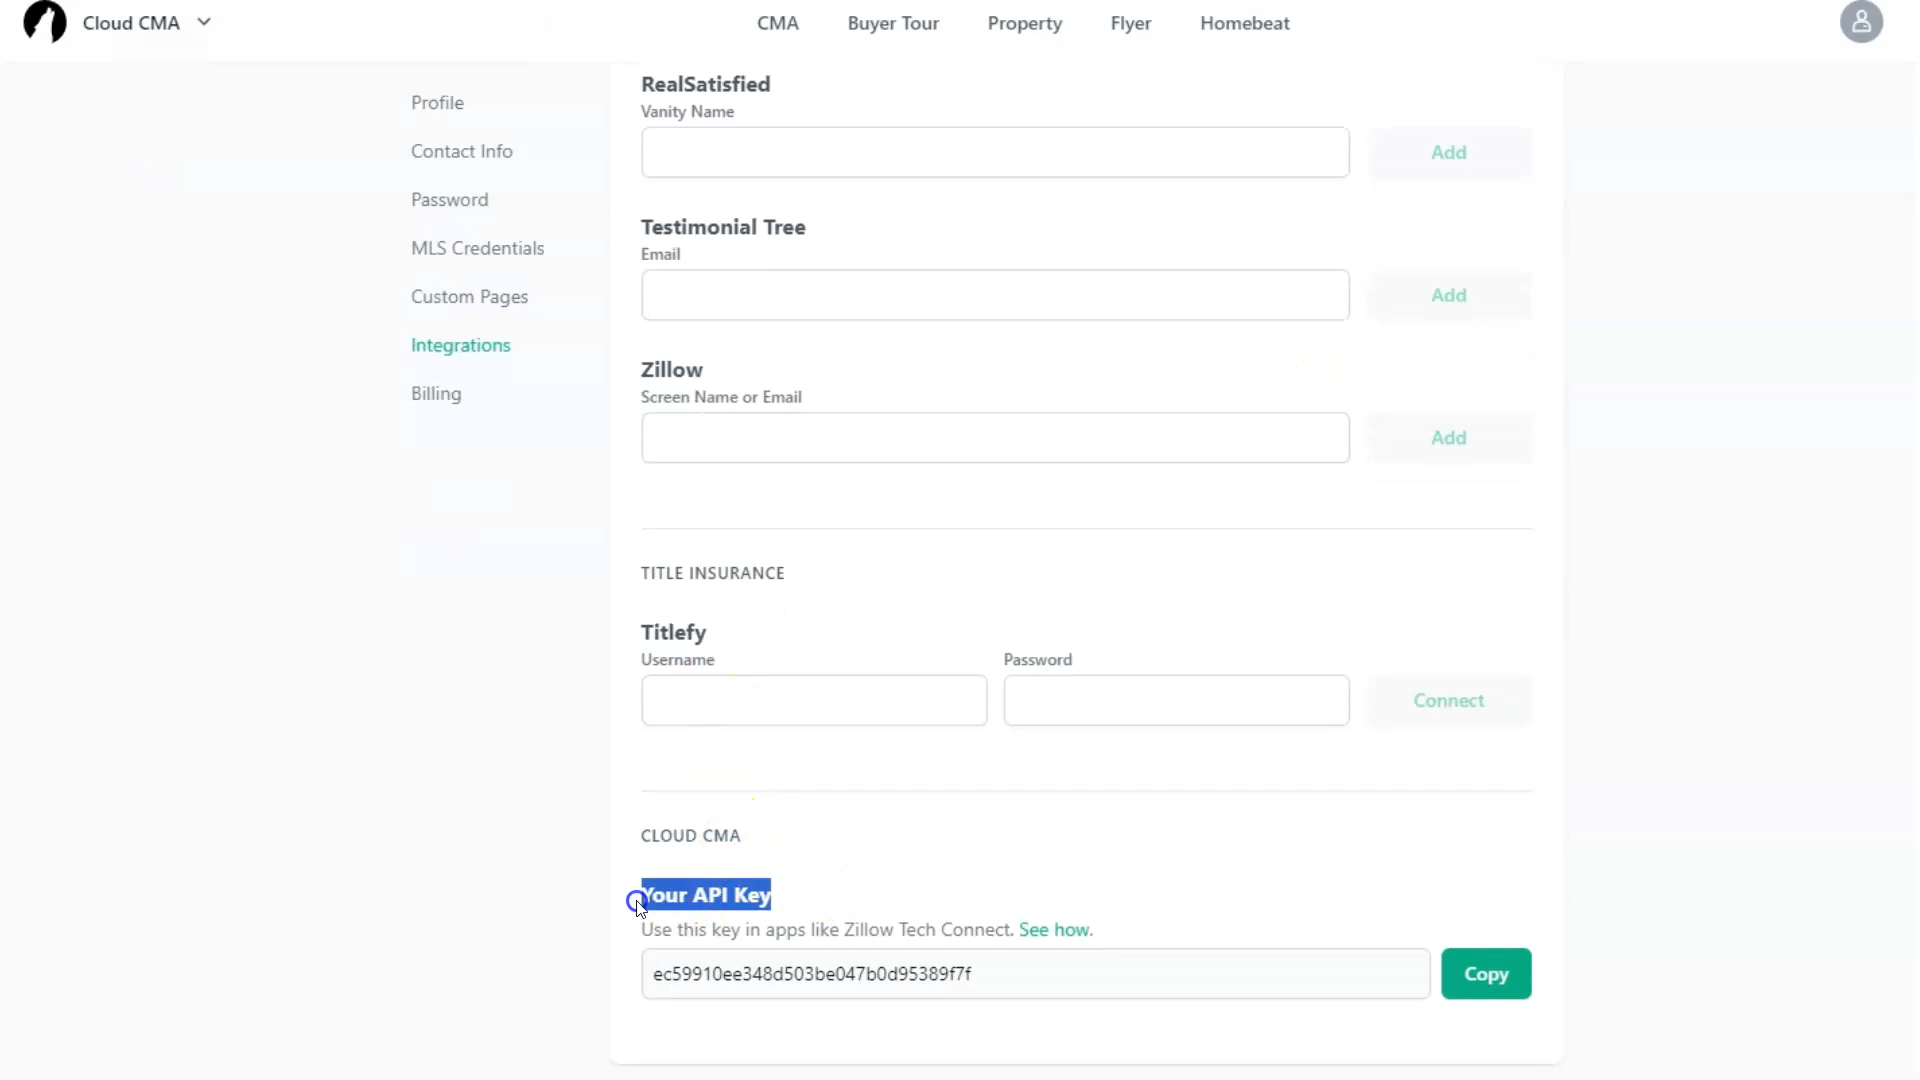 Cloud CMA
CMA Buyer Tour Property Flyer Homebeat
Profile
Contact Info
Password
MLS Credentials
Custom Pages
Integrations
Billing
RealSatisfied
Vanity Name
Add
Testimonial Tree
Email
Add
Zillow
Screen Name or Email
Add
TITLE INSURANCE
Titlefy
Username Password
Connect
CLOUD CMA
Your API Key
Use this key in apps like Zillow Tech Connect. See how.
ec59910ee348d503be047b0d95389f7f Copy